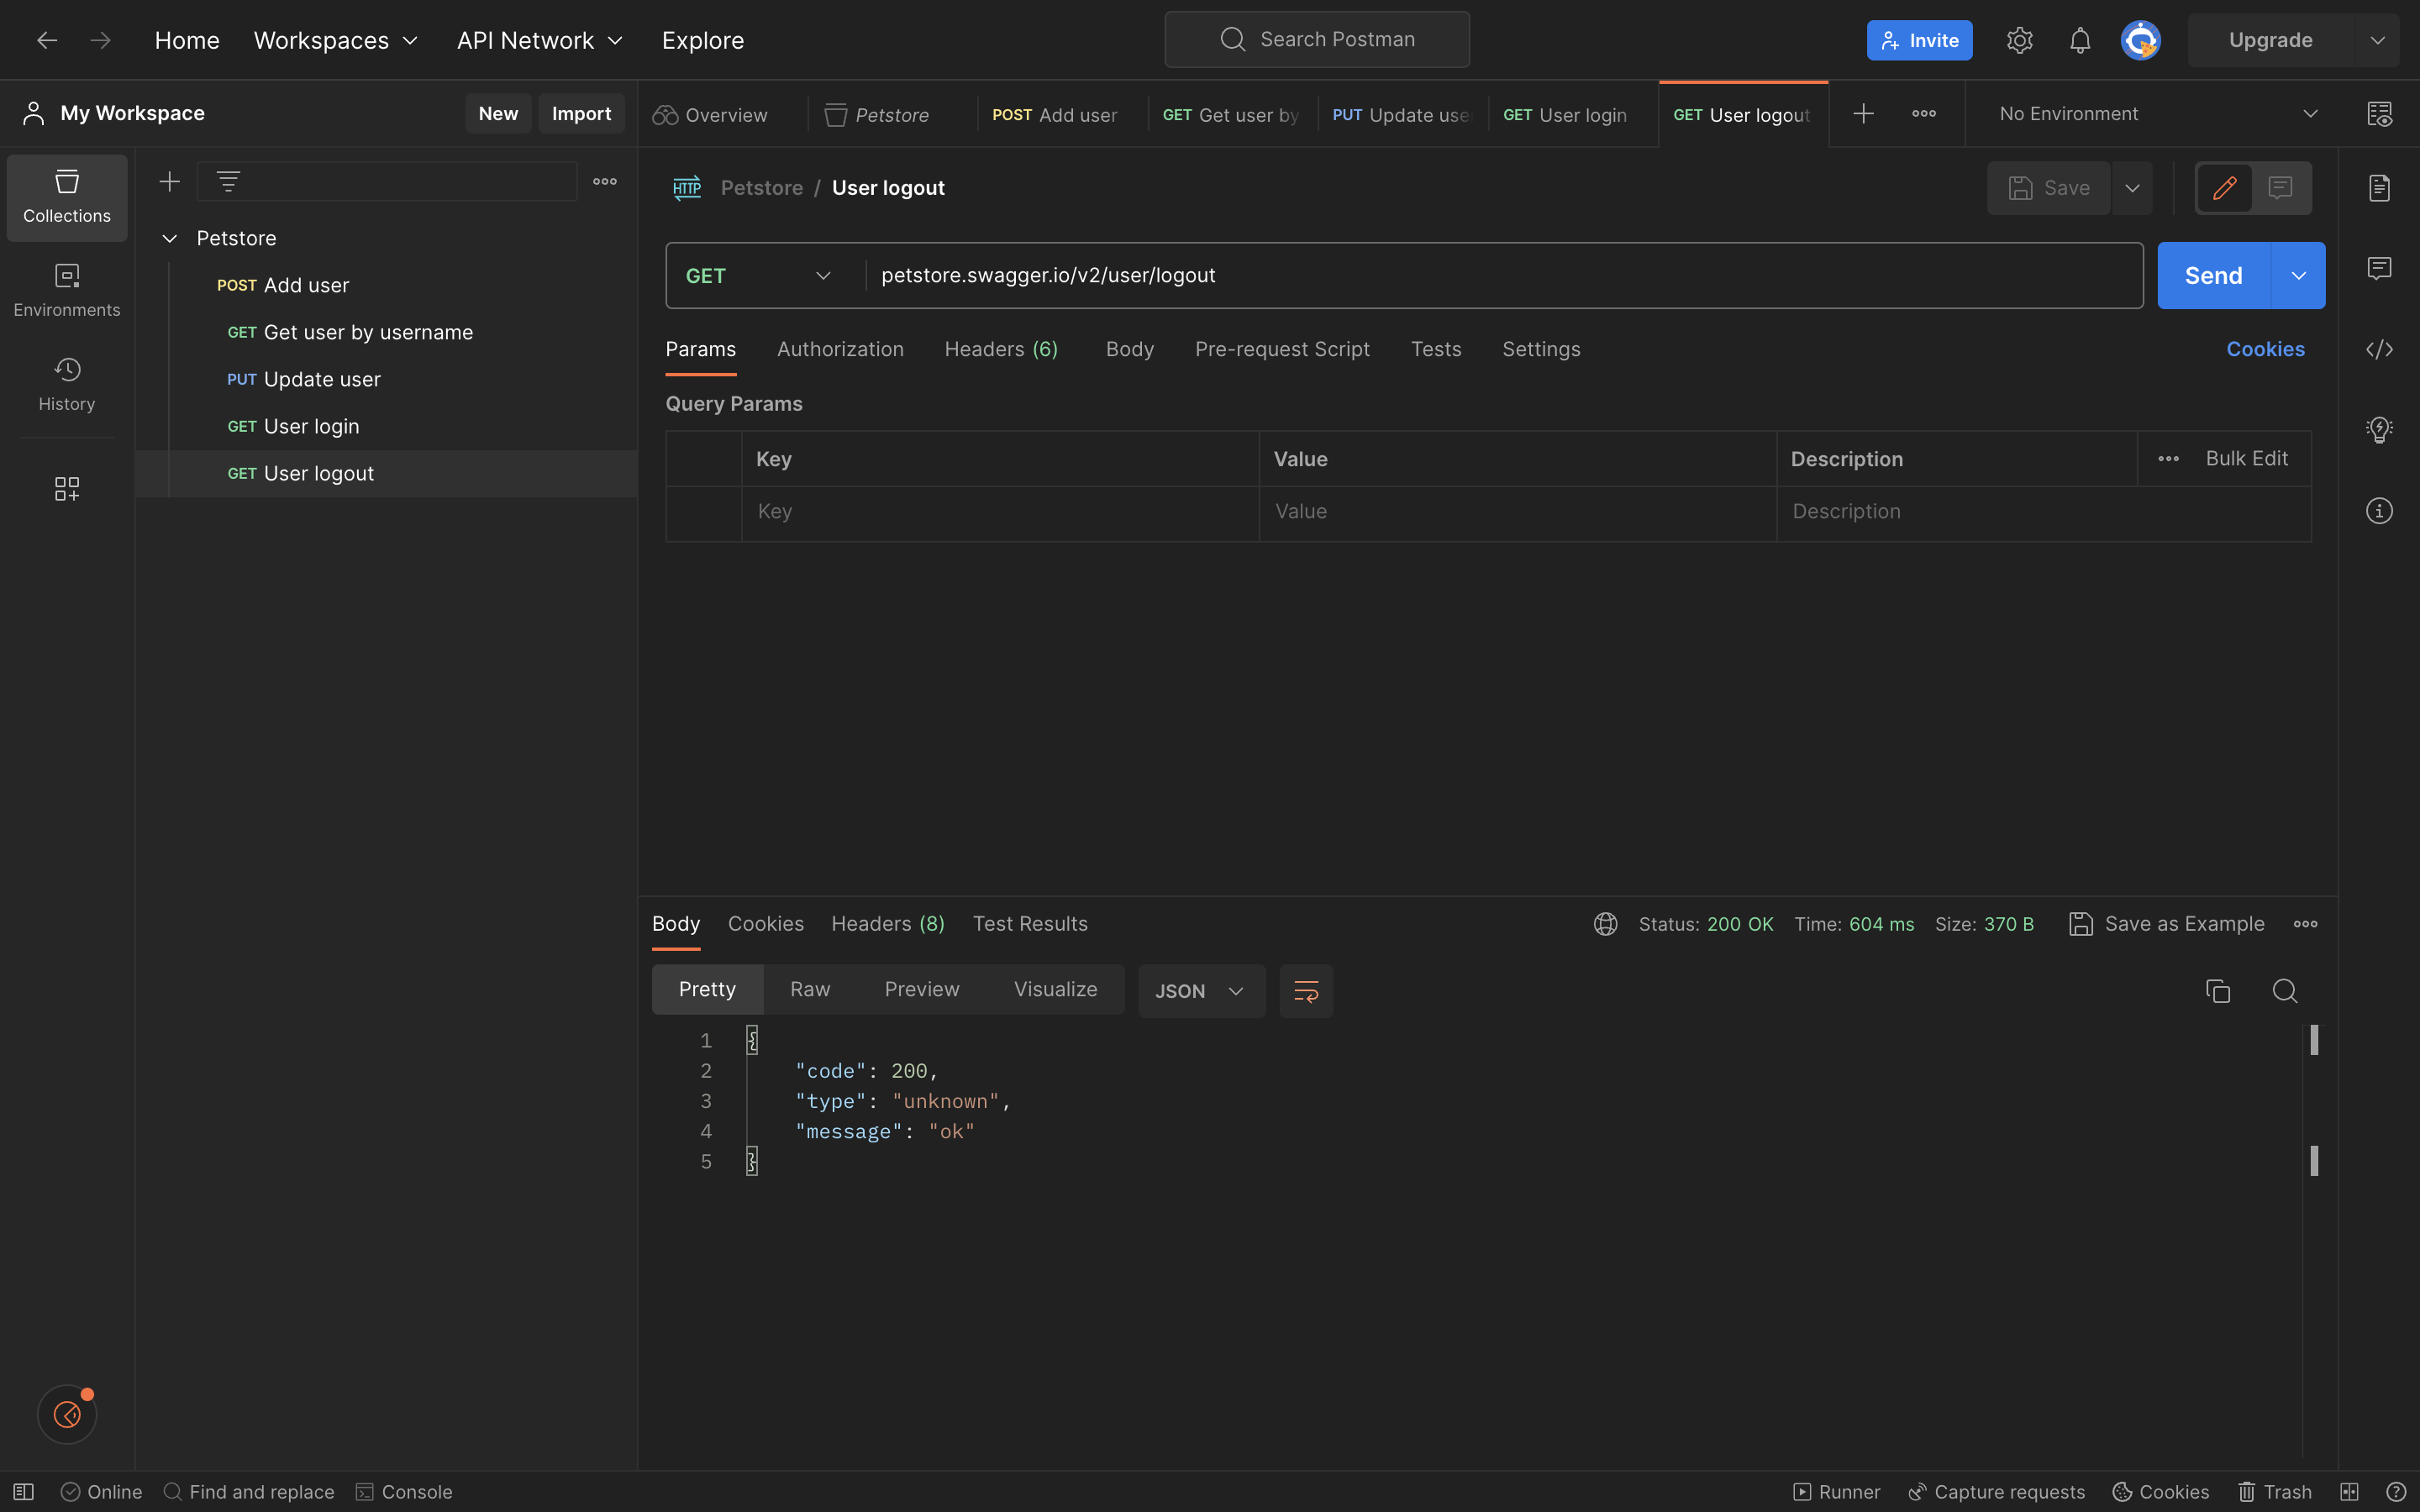 Home Workspaces API Network Explore Search Postman Invite Upgrade
My Workspace New Import Overview Petstore POST Add user GET Get user by PUT Update use GET User login GET User logout No Environment
Collections
Environments
History
Petstore
POST Add user
GET Get user by username
PUT Update user
GET User login
GET User logout
HTTP Petstore / User logout Save
GET petstore.swagger.io/v2/user/logout Send
Params Authorization Headers (6) Body Pre-request Script Tests Settings Cookies
Query Params
Key Value Description Bulk Edit
Key Value Description
Body Cookies Headers (8) Test Results Status: 200 OK Time: 604 ms Size: 370 B Save as Example
Pretty Raw Preview Visualize JSON
1 {
2 "code": 200,
3 "type": "unknown",
4 "message": "ok"
5 }
Online Find and replace Console Runner Capture requests Cookies Trash